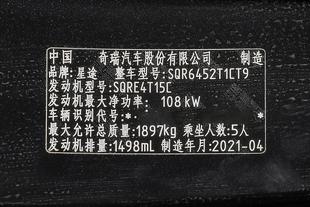 中国 奇瑞汽车股份有限公司 制造
品牌:星途 整车型号:SQR6452T1CT9
发动机型号:SQRE4T15C
发动机最大净功率: 108kW
车辆识别代号:*· ·*
最大允许总质量:1897kg 乘坐人数:5人
发动机排量:1498mL 制造年月:2021-04